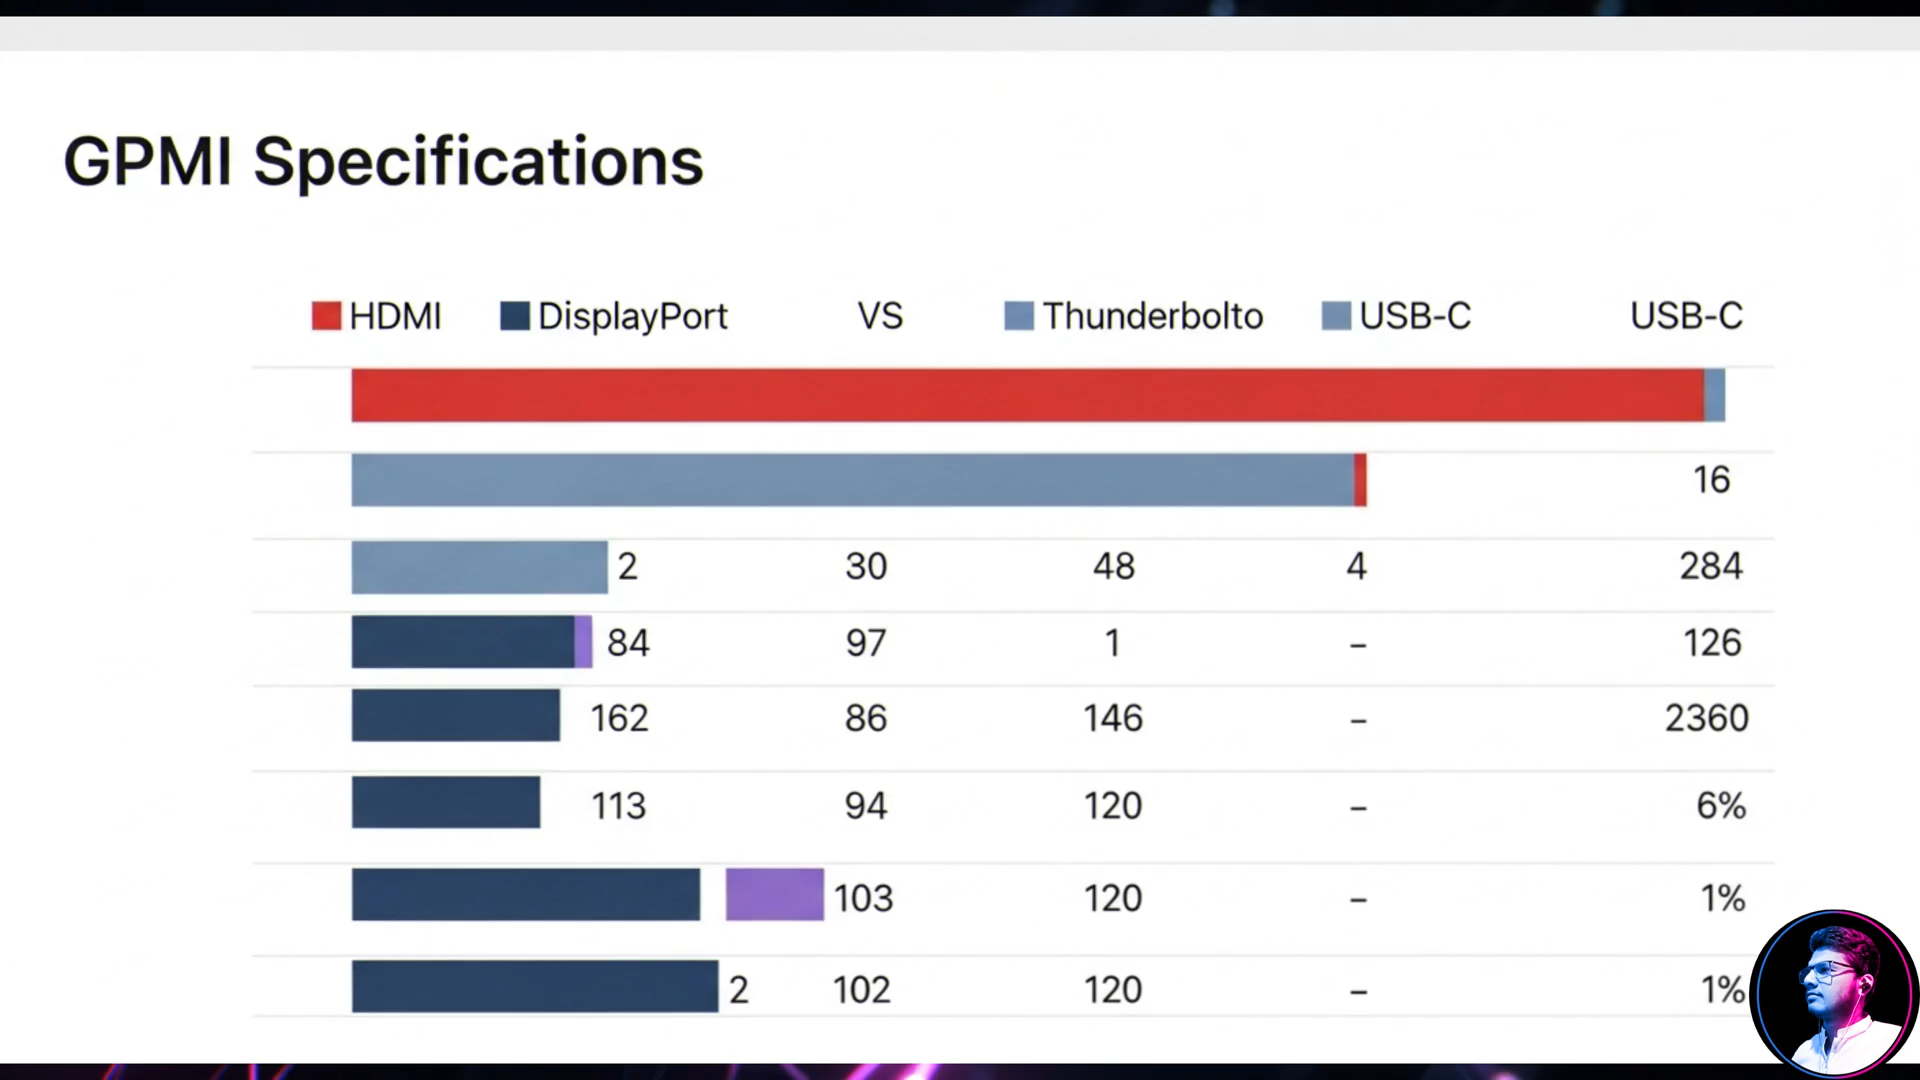 GPMI Specifications
HDMI DisplayPort VS Thunderbolto USB-C USB-C
16
2 30 48 4 284
84 97 1 – 126
162 86 146 – 2360
113 94 120 – 6%
103 120 – 1%
2 102 120 – 1%